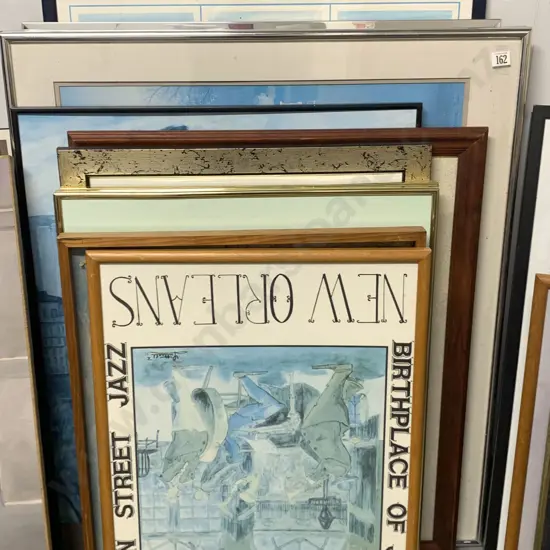 162
NEW ORLEANS
BIRTHPLACE OF
N STREET JAZZ